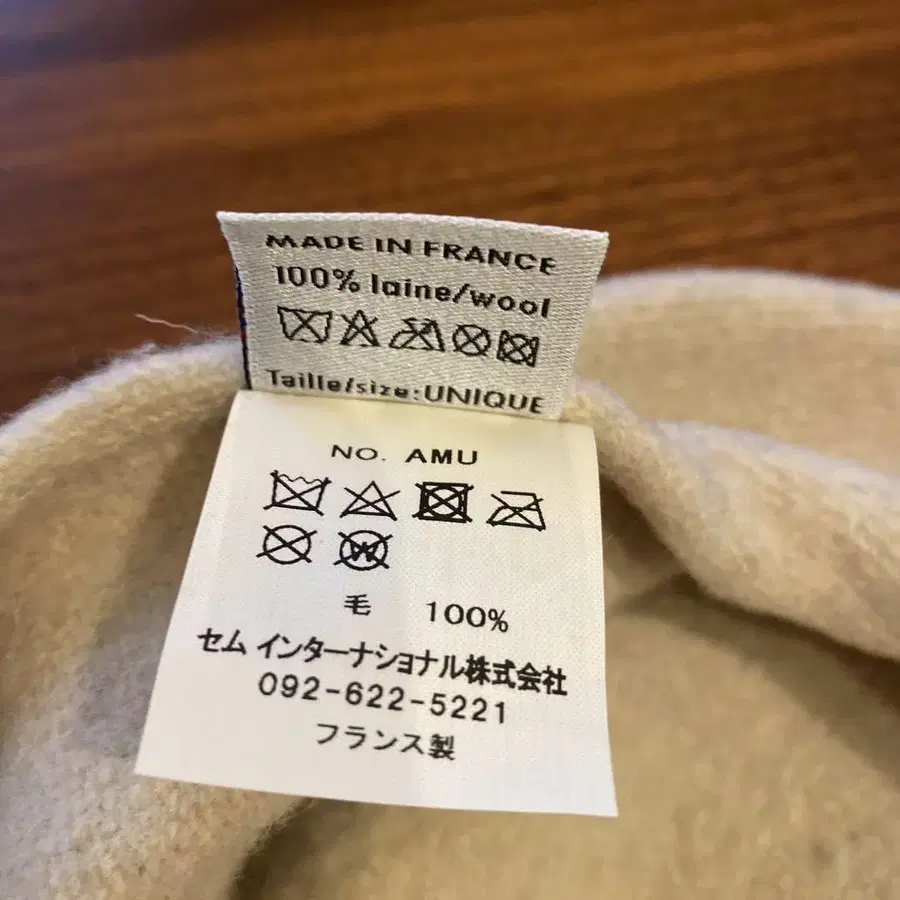 MADE IN FRANCE
100% laine/wool
Taille/size:UNIQUE
NO. AMU
W
毛 100%
セム インターナショナル株式会社
092-622-5221
フランス製